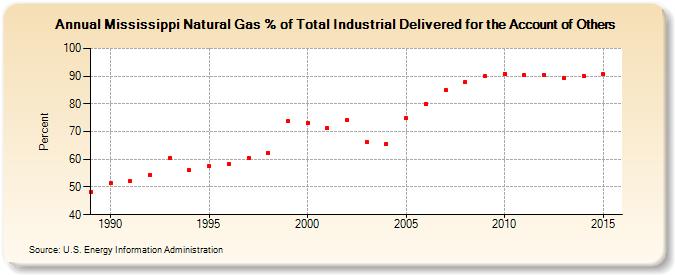 Annual Mississippi Natural Gas % of Total Industrial Delivered for the Account of Others
Percent
100
90
80
70
60
50
40
1990 1995 2000 2005 2010 2015
Source: U.S. Energy Information Administration